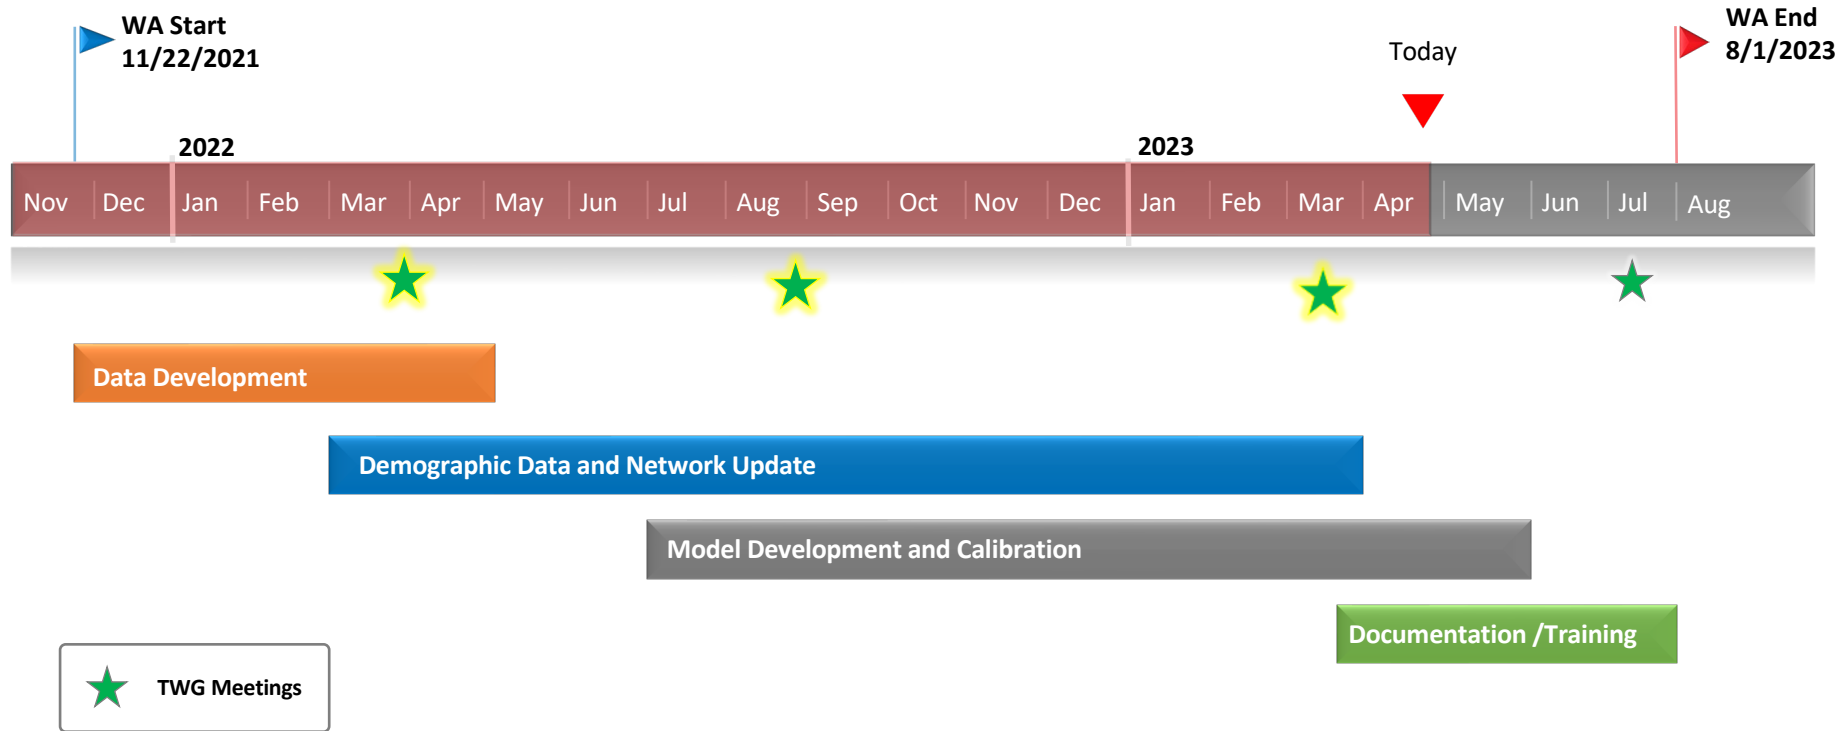 WA Start
11/22/2021
Today
WA End
8/1/2023
2022
2023
Nov Dec Jan Feb Mar Apr May Jun Jul Aug Sep Oct Nov Dec Jan Feb Mar Apr May Jun Jul Aug
Data Development
Demographic Data and Network Update
Model Development and Calibration
Documentation /Training
TWG Meetings